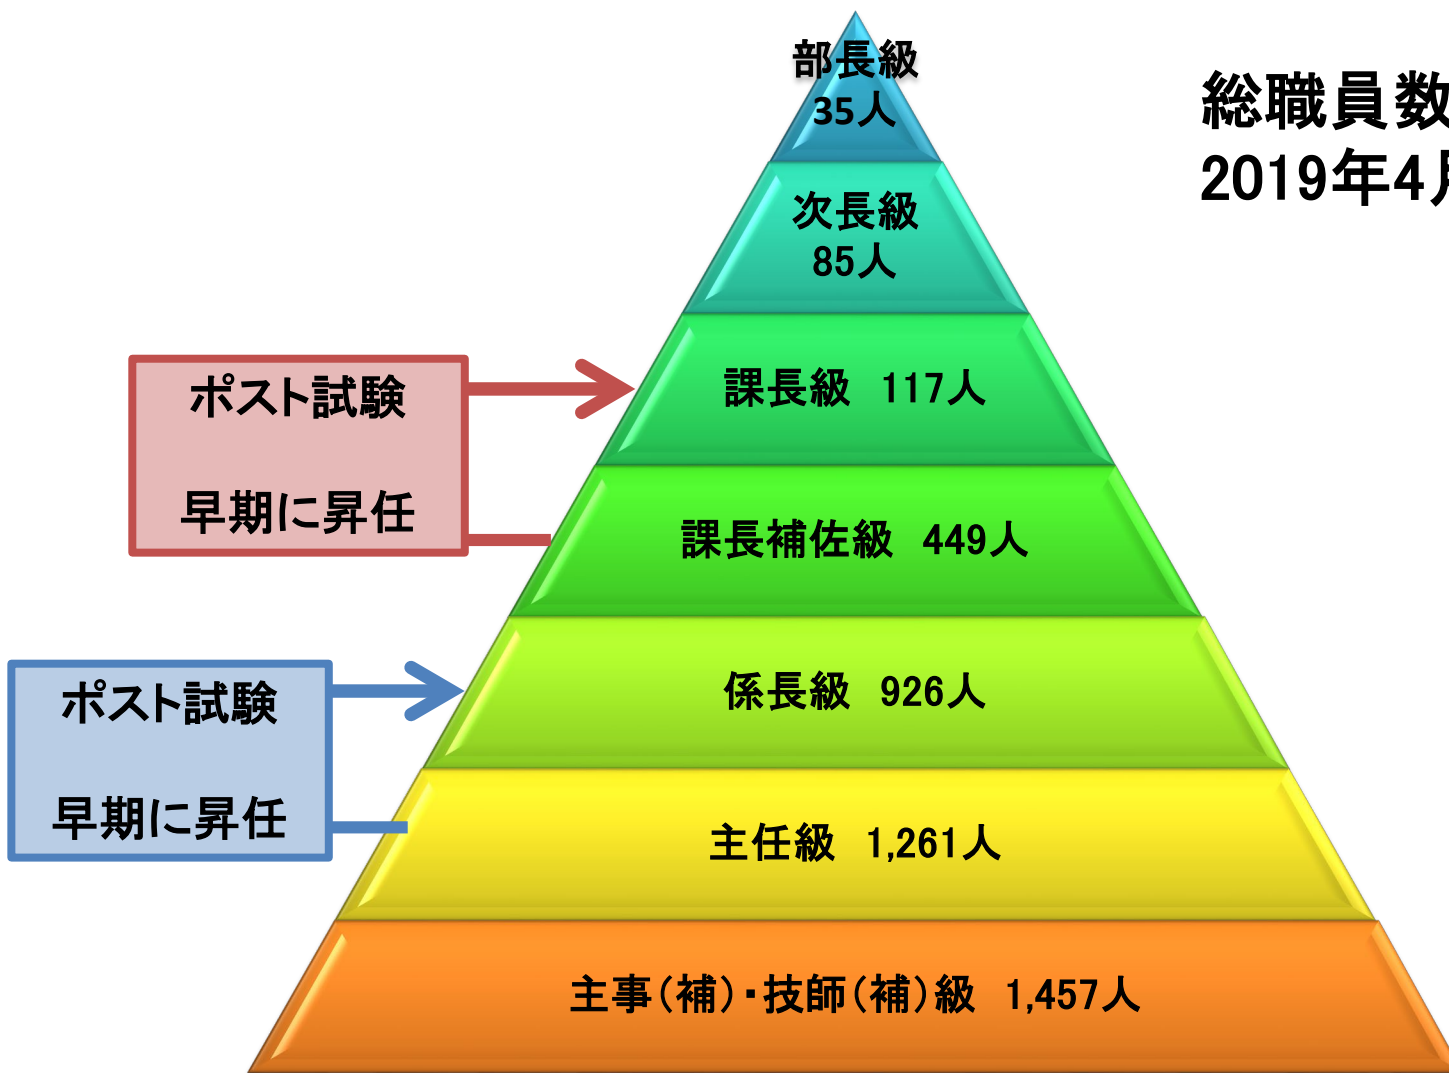 部長級
35人
総職員数
2019年4月
次長級
85人
ポスト試験
早期に昇任
課長級 117人
課長補佐級 449人
ポスト試験
早期に昇任
係長級 926人
主任級 1,261人
主事（補）・技師（補）級 1,457人